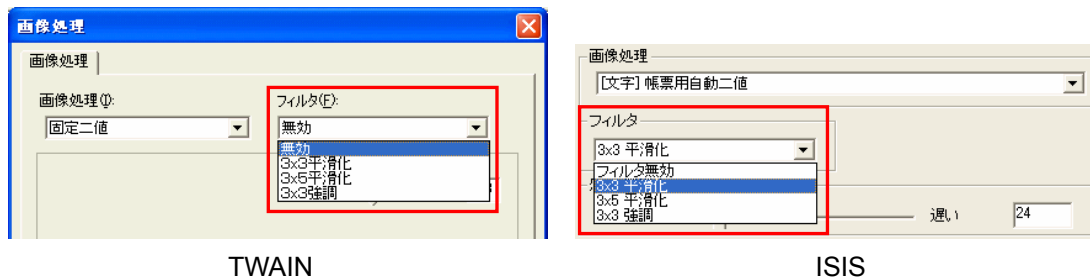 画像処理
画像処理
画像処理(I):
フィルタ(F):
固定二値
無効
無効
3x3平滑化
3x5平滑化
3x3強調
TWAIN
画像処理
[文字] 帳票用自動二値
フィルタ
3x3 平滑化
フィルタ無効
3x3 平滑化
3x5 平滑化
3x3 強調
遅い
24
ISIS